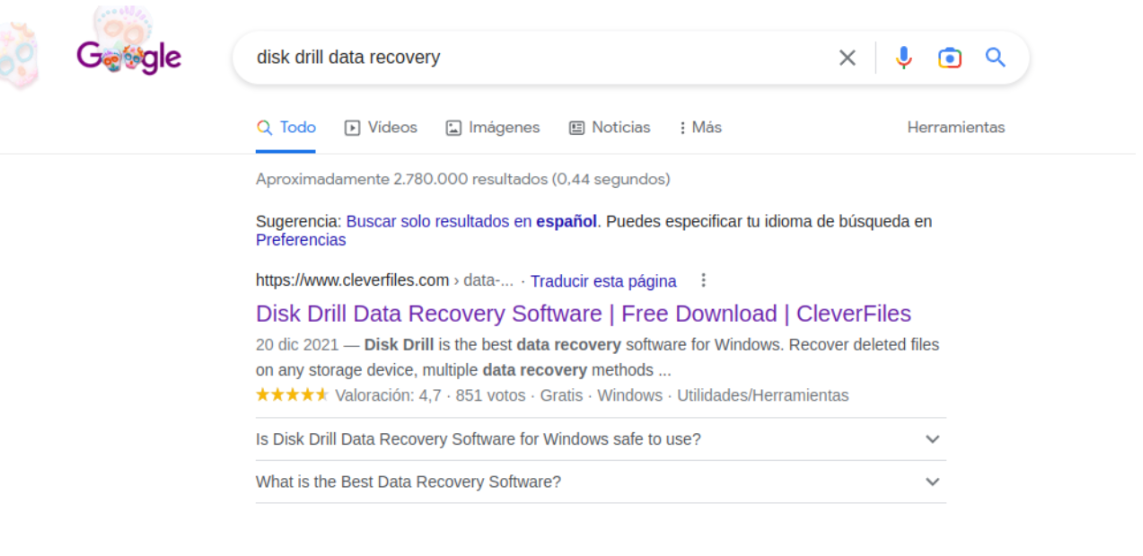 Google
disk drill data recovery
Todo Vídeos Imágenes Noticias Más Herramientas
Aproximadamente 2.780.000 resultados (0,44 segundos)
Sugerencia: Buscar solo resultados en español. Puedes especificar tu idioma de búsqueda en
Preferencias
https://www.cleverfiles.com › data-... · Traducir esta página
Disk Drill Data Recovery Software | Free Download | CleverFiles
20 dic 2021 — Disk Drill is the best data recovery software for Windows. Recover deleted files
on any storage device, multiple data recovery methods ...
Valoración: 4,7 · 851 votos · Gratis · Windows · Utilidades/Herramientas
Is Disk Drill Data Recovery Software for Windows safe to use?
What is the Best Data Recovery Software?